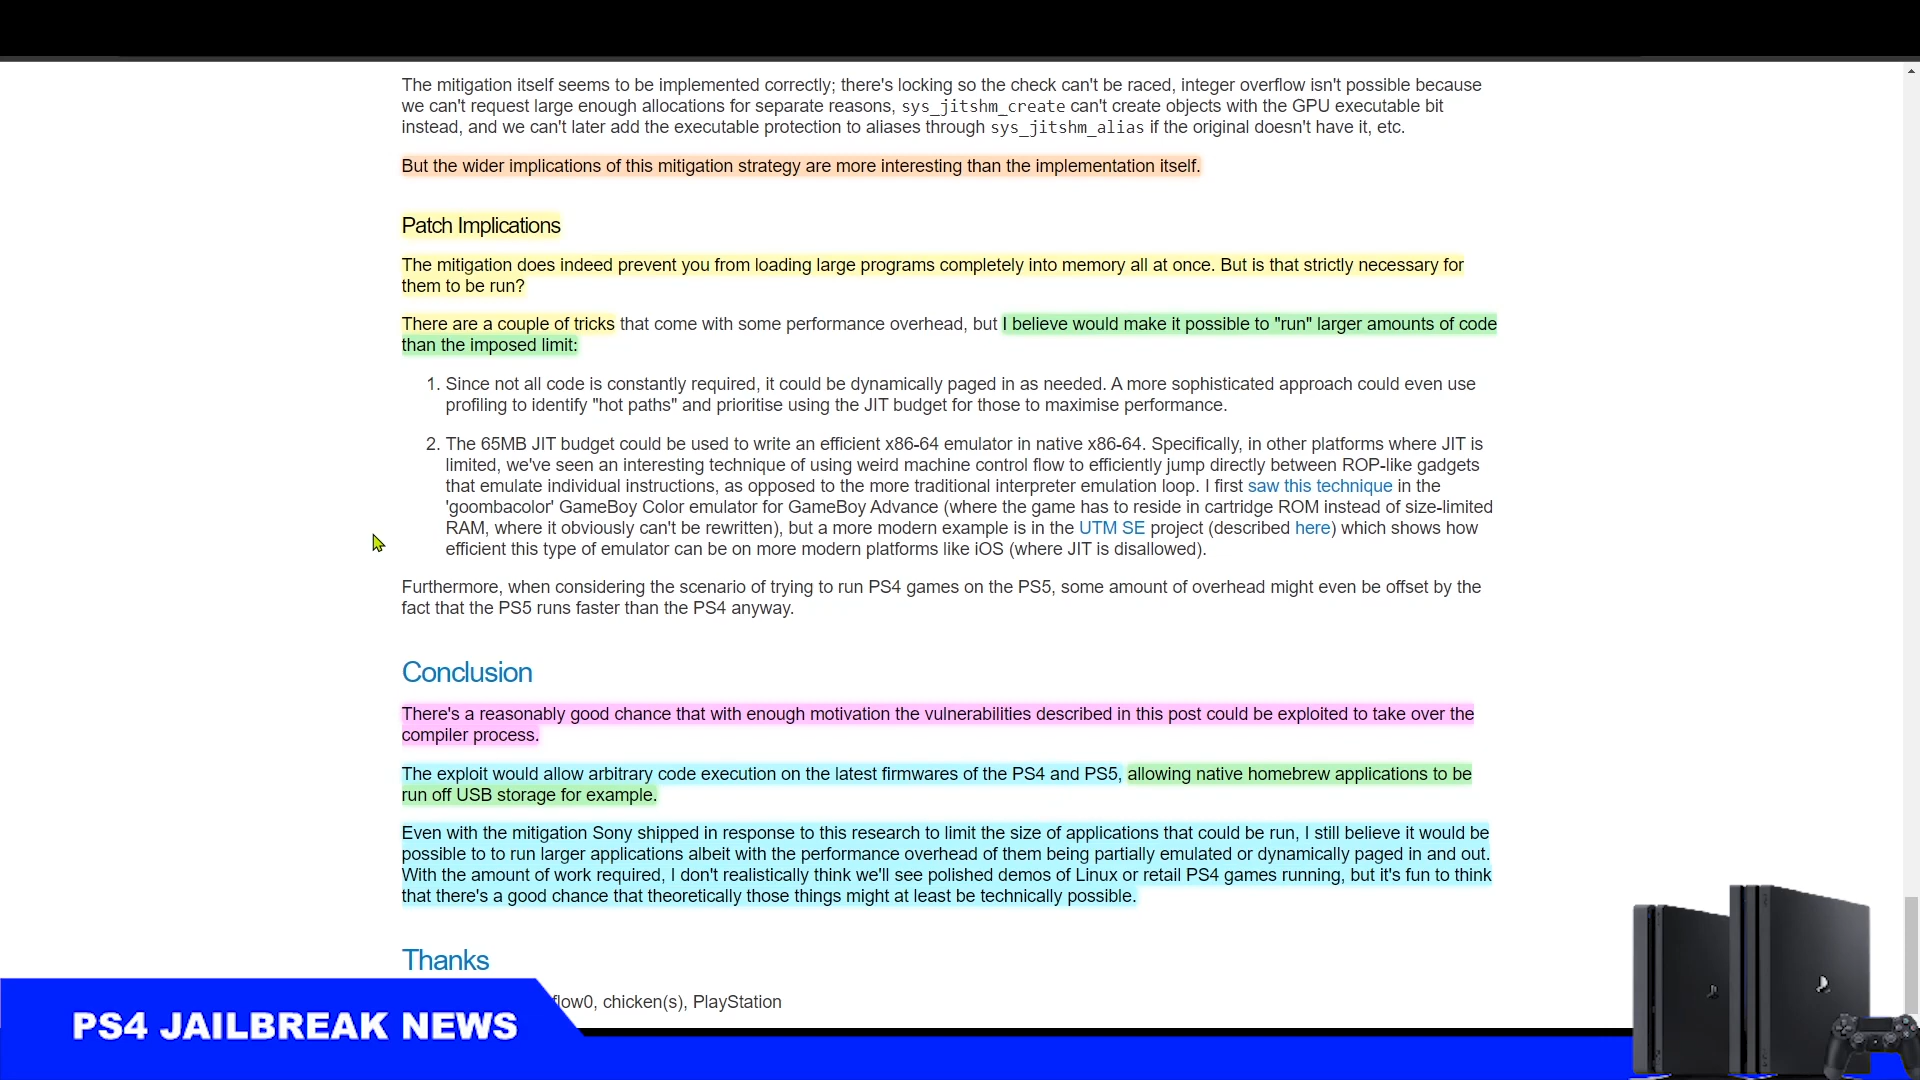 The mitigation itself seems to be implemented correctly; there's locking so the check can't be raced, integer overflow isn't possible because
we can't request large enough allocations for separate reasons, sys_jitshm_create can't create objects with the GPU executable bit
instead, and we can't later add the executable protection to aliases through sys_jitshm_alias if the original doesn't have it, etc.
But the wider implications of this mitigation strategy are more interesting than the implementation itself.
Patch Implications
The mitigation does indeed prevent you from loading large programs completely into memory all at once. But is that strictly necessary for
them to be run?
There are a couple of tricks that come with some performance overhead, but I believe would make it possible to "run" larger amounts of code
than the imposed limit:
1. Since not all code is constantly required, it could be dynamically paged in as needed. A more sophisticated approach could even use
profiling to identify "hot paths" and prioritise using the JIT budget for those to maximise performance.
2. The 65MB JIT budget could be used to write an efficient x86-64 emulator in native x86-64. Specifically, in other platforms where JIT is
limited, we've seen an interesting technique of using weird machine control flow to efficiently jump directly between ROP-like gadgets
that emulate individual instructions, as opposed to the more traditional interpreter emulation loop. I first saw this technique in the
'goombacolor' GameBoy Color emulator for GameBoy Advance (where the game has to reside in cartridge ROM instead of size-limited
RAM, where it obviously can't be rewritten), but a more modern example is in the UTM SE project (described here) which shows how
efficient this type of emulator can be on more modern platforms like iOS (where JIT is disallowed).
Furthermore, when considering the scenario of trying to run PS4 games on the PS5, some amount of overhead might even be offset by the
fact that the PS5 runs faster than the PS4 anyway.
Conclusion
There's a reasonably good chance that with enough motivation the vulnerabilities described in this post could be exploited to take over the
compiler process.
The exploit would allow arbitrary code execution on the latest firmwares of the PS4 and PS5, allowing native homebrew applications to be
run off USB storage for example.
Even with the mitigation Sony shipped in response to this research to limit the size of applications that could be run, I still believe it would be
possible to to run larger applications albeit with the performance overhead of them being partially emulated or dynamically paged in and out.
With the amount of work required, I don't realistically think we'll see polished demos of Linux or retail PS4 games running, but it's fun to think
that there's a good chance that theoretically those things might at least be technically possible.
Thanks
flow0, chicken(s), PlayStation
PS4 JAILBREAK NEWS